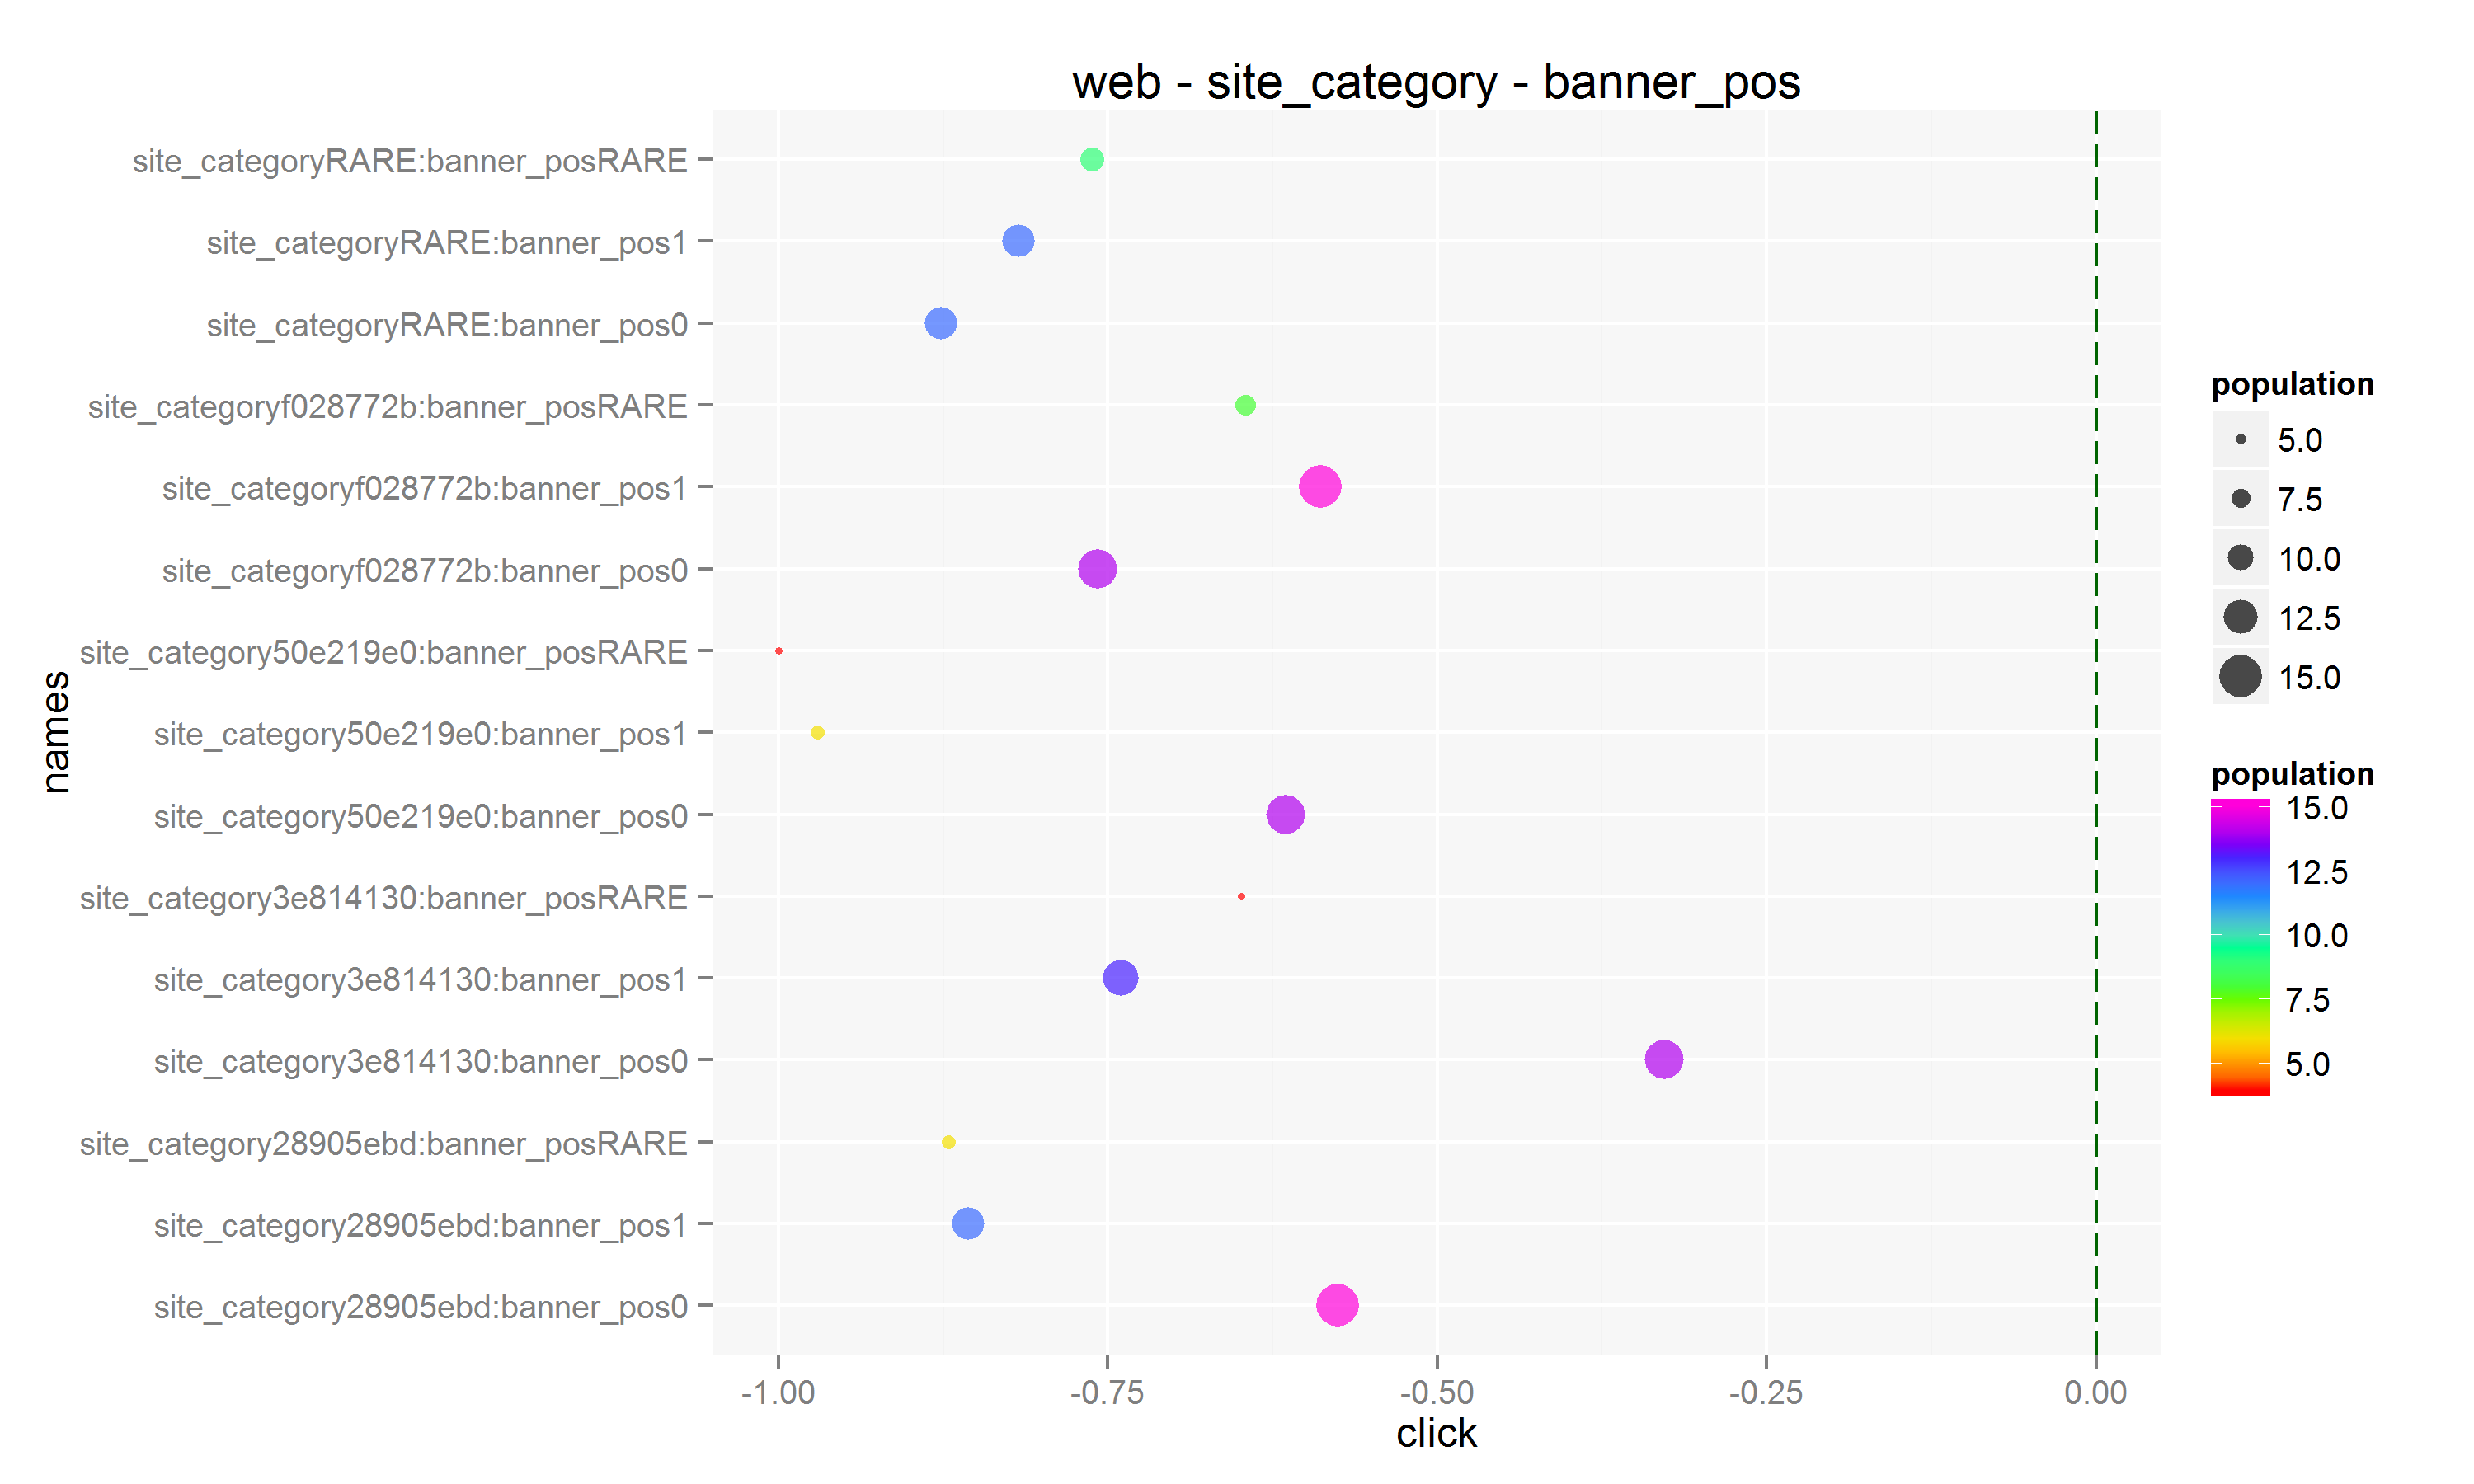 web - site_category - banner_pos
site_categoryRARE:banner_posRARE
site_categoryRARE:banner_pos1
site_categoryRARE:banner_pos0
site_categoryf028772b:banner_posRARE
site_categoryf028772b:banner_pos1
site_categoryf028772b:banner_pos0
site_category50e219e0:banner_posRARE
site_category50e219e0:banner_pos1
site_category50e219e0:banner_pos0
site_category3e814130:banner_posRARE
site_category3e814130:banner_pos1
site_category3e814130:banner_pos0
site_category28905ebd:banner_posRARE
site_category28905ebd:banner_pos1
site_category28905ebd:banner_pos0
names
-1.00 -0.75 -0.50 -0.25 0.00
click
population
5.0
7.5
10.0
12.5
15.0
population
15.0
12.5
10.0
7.5
5.0